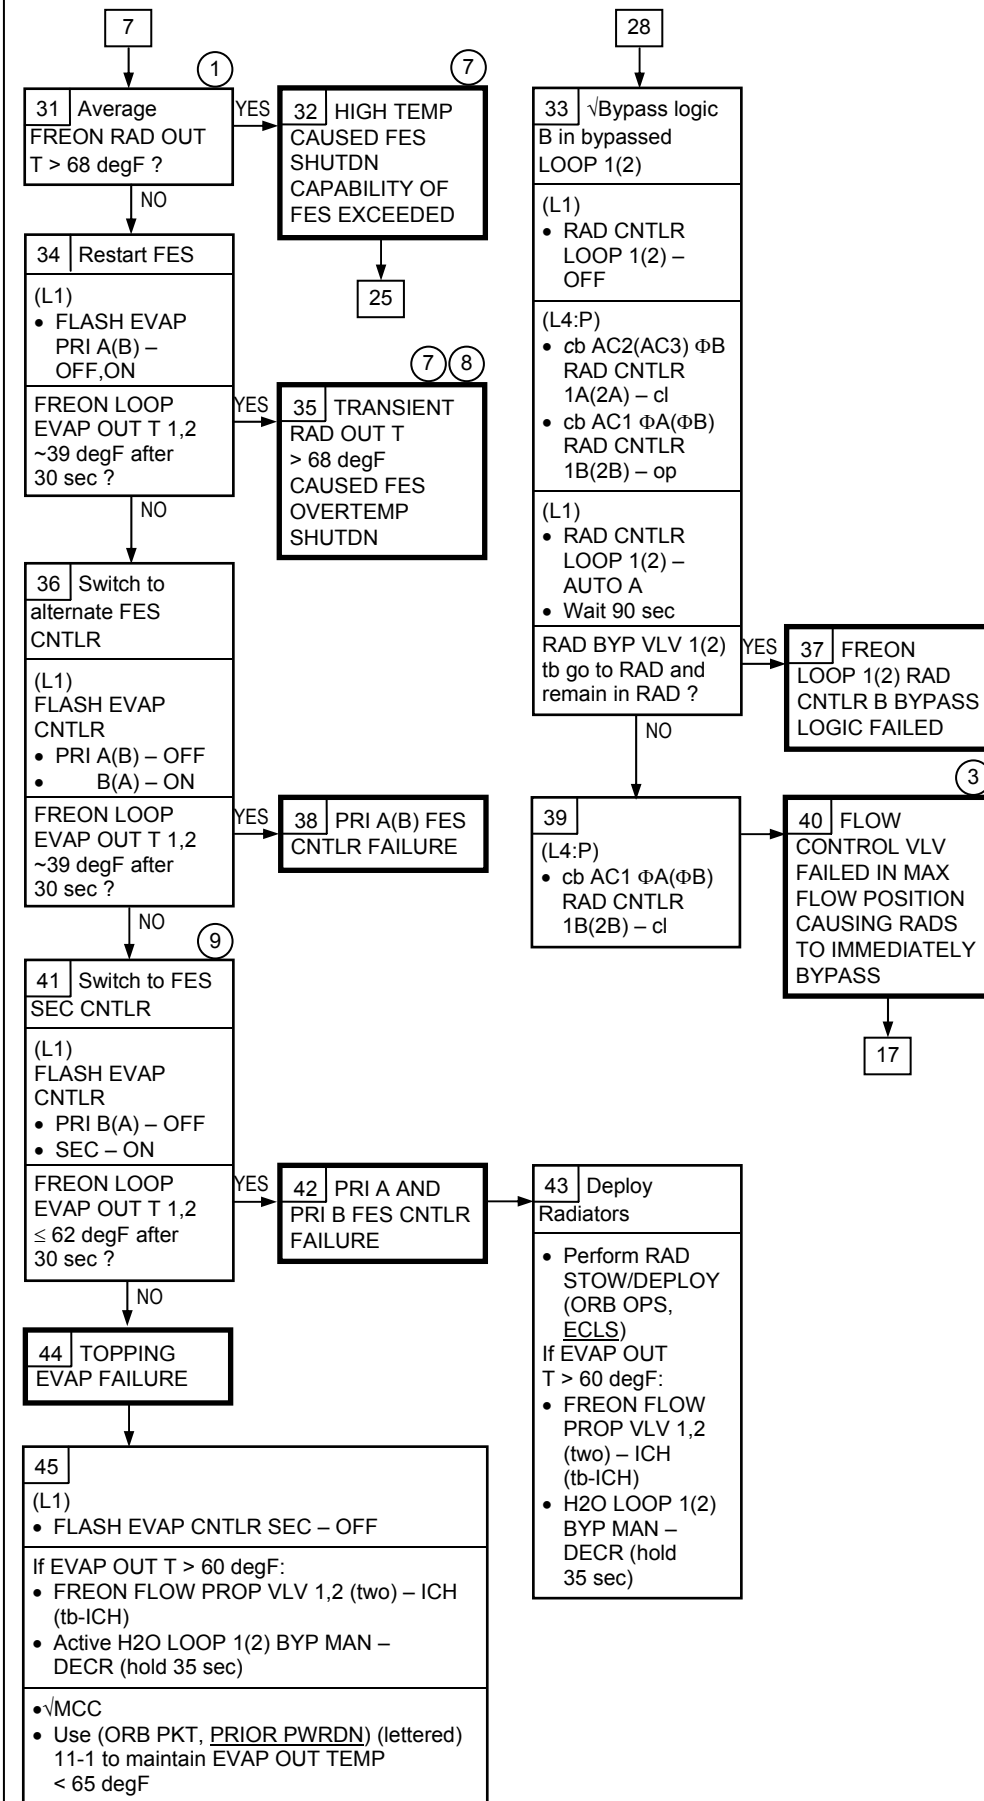 7
1
31 Average
FREON RAD OUT
T > 68 degF ?
YES
NO
7
32 HIGH TEMP
CAUSED FES
SHUTDN
CAPABILITY OF
FES EXCEEDED
25
34 Restart FES
(L1)
• FLASH EVAP
PRI A(B) –
OFF,ON
FREON LOOP
EVAP OUT T 1,2
~39 degF after
30 sec ?
YES
NO
7 8
35 TRANSIENT
RAD OUT T
> 68 degF
CAUSED FES
OVERTEMP
SHUTDN
36 Switch to
alternate FES
CNTLR
(L1)
FLASH EVAP
CNTLR
• PRI A(B) – OFF
• B(A) – ON
FREON LOOP
EVAP OUT T 1,2
~39 degF after
30 sec ?
YES
NO
38 PRI A(B) FES
CNTLR FAILURE
9
41 Switch to FES
SEC CNTLR
(L1)
FLASH EVAP
CNTLR
• PRI B(A) – OFF
• SEC – ON
FREON LOOP
EVAP OUT T 1,2
≤ 62 degF after
30 sec ?
YES
NO
42 PRI A AND
PRI B FES CNTLR
FAILURE
43 Deploy
Radiators
• Perform RAD
STOW/DEPLOY
(ORB OPS,
ECLS)
If EVAP OUT
T > 60 degF:
• FREON FLOW
PROP VLV 1,2
(two) – ICH
(tb-ICH)
• H2O LOOP 1(2)
BYP MAN –
DECR (hold
35 sec)
44 TOPPING
EVAP FAILURE
45
(L1)
• FLASH EVAP CNTLR SEC – OFF
If EVAP OUT T > 60 degF:
• FREON FLOW PROP VLV 1,2 (two) – ICH
(tb-ICH)
• Active H2O LOOP 1(2) BYP MAN –
DECR (hold 35 sec)
•√MCC
• Use (ORB PKT, PRIOR PWRDN) (lettered)
11-1 to maintain EVAP OUT TEMP
< 65 degF
28
33 √Bypass logic
B in bypassed
LOOP 1(2)
(L1)
• RAD CNTLR
LOOP 1(2) –
OFF
(L4:P)
• cb AC2(AC3) ΦB
RAD CNTLR
1A(2A) – cl
• cb AC1 ΦA(ΦB)
RAD CNTLR
1B(2B) – op
(L1)
• RAD CNTLR
LOOP 1(2) –
AUTO A
• Wait 90 sec
RAD BYP VLV 1(2)
tb go to RAD and
remain in RAD ?
YES
NO
37 FREON
LOOP 1(2) RAD
CNTLR B BYPASS
LOGIC FAILED
39
(L4:P)
• cb AC1 ΦA(ΦB)
RAD CNTLR
1B(2B) – cl
3
40 FLOW
CONTROL VLV
FAILED IN MAX
FLOW POSITION
CAUSING RADS
TO IMMEDIATELY
BYPASS
17